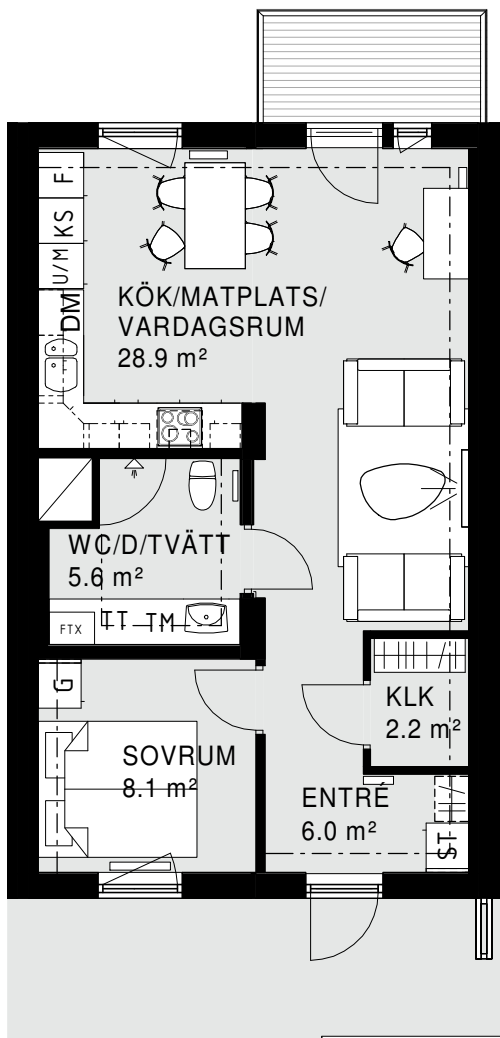 F
KS
U/M
DM
KÖK/MATPLATS/
VARDAGSRUM
28.9 m²
WC/D/TVÄTT
5.6 m²
FTX
TT
TM
G
SOVRUM
8.1 m²
KLK
2.2 m²
ENTRÉ
6.0 m²
ST